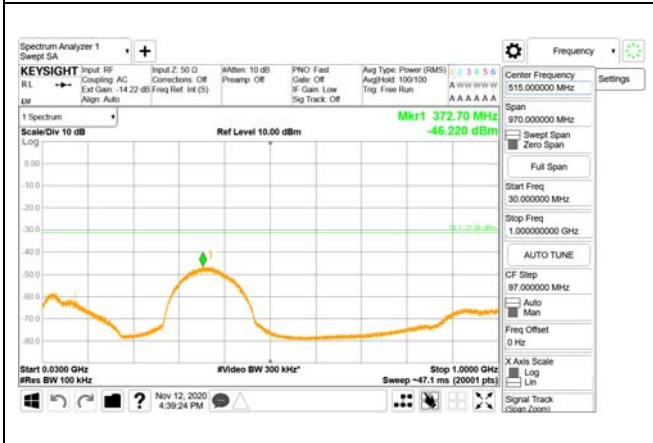 Spectrum Analyzer 1
Swept SA
+
Frequency
KEYSIGHT
RL
Input: RF
Coupling: AC
Ext Gain: -14.22 dB
Align: Auto
Input Z: 50 Ω
Corrections: Off
Freq Ref: Int (S)
#Atten: 10 dB
Preamp: Off
PNO: Fast
Gate: Off
IF Gain: Low
Sig Track: Off
Avg Type: Power (RMS)
Avg|Hold: 100/100
Trig: Free Run
1 2 3 4 5 6
A W W W W W
A A A A A A
Center Frequency
515.000000 MHz
Settings
1 Spectrum
Mkr1 372.70 MHz
Scale/Div 10 dB
Ref Level 10.00 dBm
-46.220 dBm
Log
Span
970.000000 MHz
Swept Span
Zero Span
Full Span
Start Freq
30.000000 MHz
Stop Freq
1.000000000 GHz
AUTO TUNE
CF Step
97.000000 MHz
Auto
Man
Freq Offset
0 Hz
X Axis Scale
Log
Lin
Signal Track
(Span Zoom)
0.00
-10.0
-20.0
-30.0
-40.0
-50.0
-60.0
-70.0
-80.0
1
Start 0.0300 GHz
#Video BW 300 kHz*
Stop 1.0000 GHz
#Res BW 100 kHz
Sweep ~47.1 ms (20001 pts)
?
Nov 12, 2020
4:39:24 PM